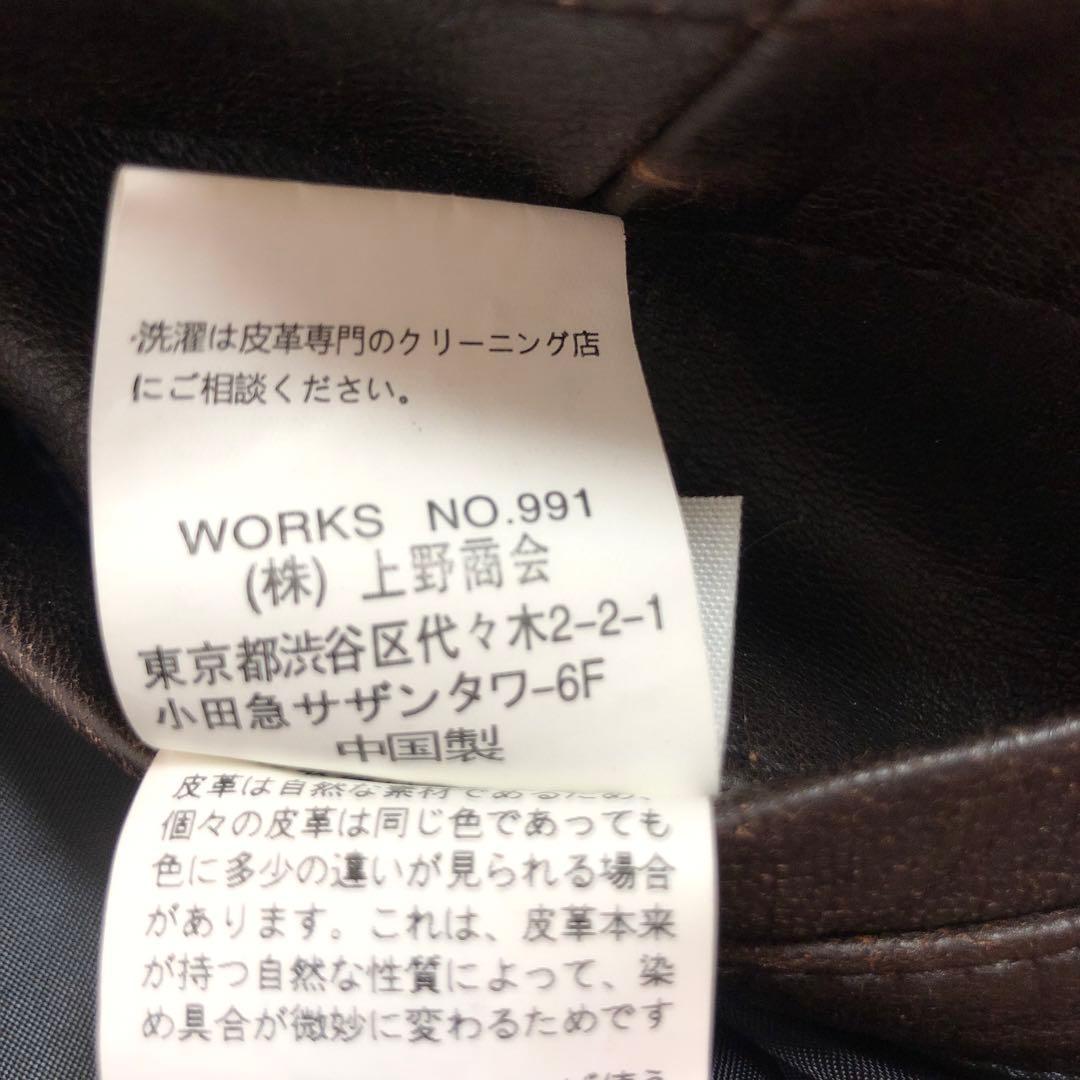 ・洗濯は皮革専門のクリーニング店
にご相談ください。
WORKS NO.991
(株) 上野商会
東京都渋谷区代々木2-2-1
小田急サザンタワー6F
中国製
皮革は自然な素材であるため、
個々の皮革は同じ色であっても
色に多少の違いが見られる場合
があります。これは、皮革本来
が持つ自然な性質によって、染
め具合が微妙に変わるためです